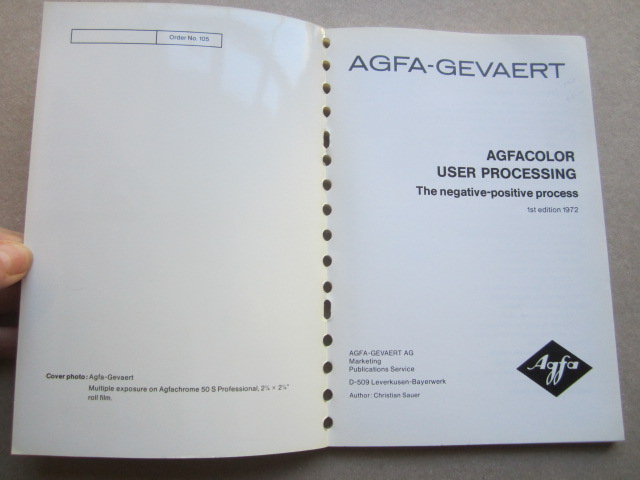 Order No. 105
Cover photo: Agfa-Gevaert
Multiple exposure on Agfachrome 50 S Professional, 2¼ × 2¼"
roll film.
AGFA-GEVAERT
AGFACOLOR
USER PROCESSING
The negative-positive process
1st edition 1972
AGFA-GEVAERT AG
Marketing
Publications Service
D-509 Leverkusen-Bayerwerk
Author: Christian Sauer
Agfa